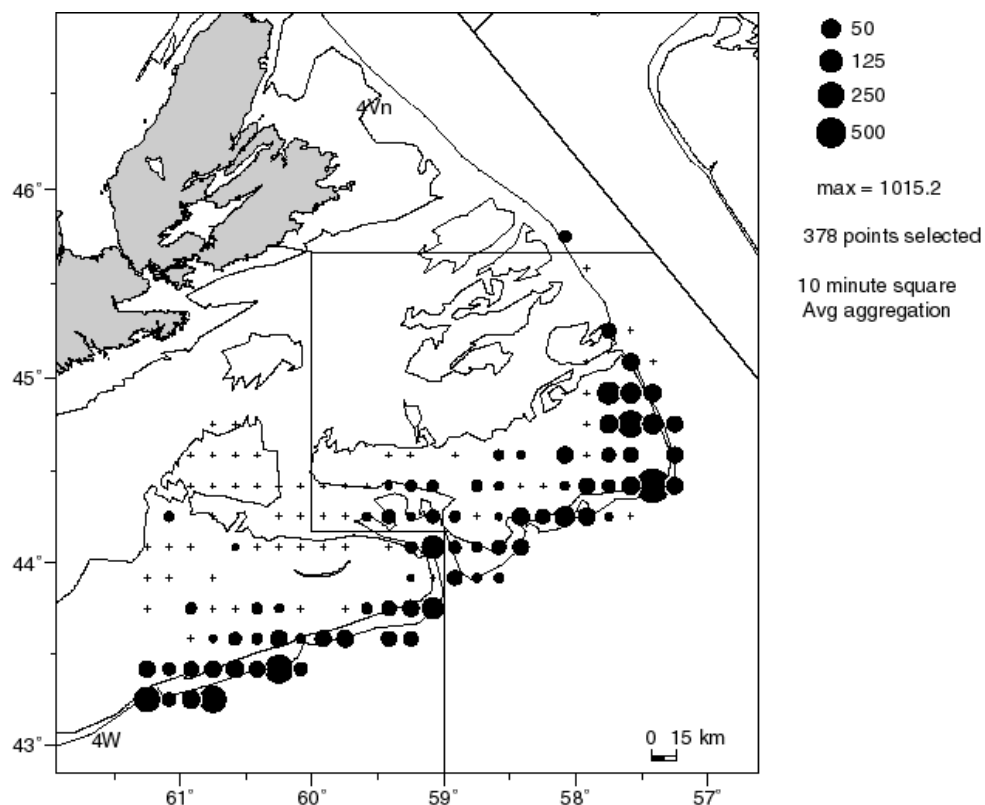 50
125
250
500
max = 1015.2
378 points selected
10 minute square
Avg aggregation
4Vn
46°
45°
44°
43°
4W
0 15 km
61° 60° 59° 58° 57°